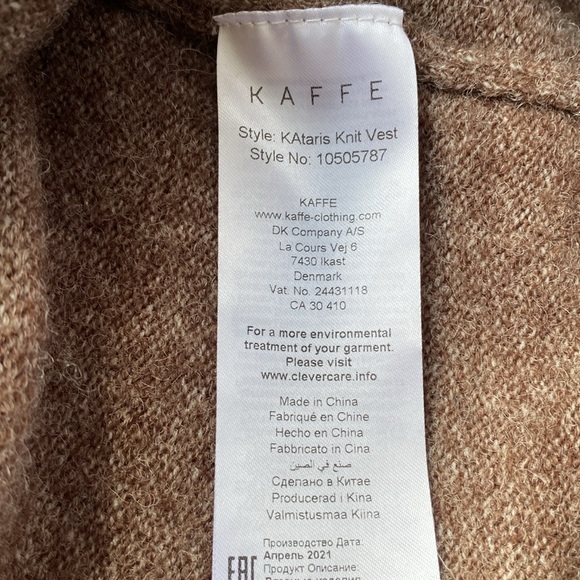 KAFFE
Style: KAtaris Knit Vest
Style No: 10505787
KAFFE
www.kaffe-clothing.com
DK Company A/S
La Cours Vej 6
7430 Ikast
Denmark
Vat. No. 24431118
CA 30 410
For a more environmental
treatment of your garment.
Please visit
www.clevercare.info
Made in China
Fabriqué en Chine
Hecho en China
Fabbricato in Cina
صنع في الصين
Сделано в Китае
Producerad i Kina
Valmistusmaa Kiina
Производство Дата:
Апрель 2021
Продукт Описание:
EAC